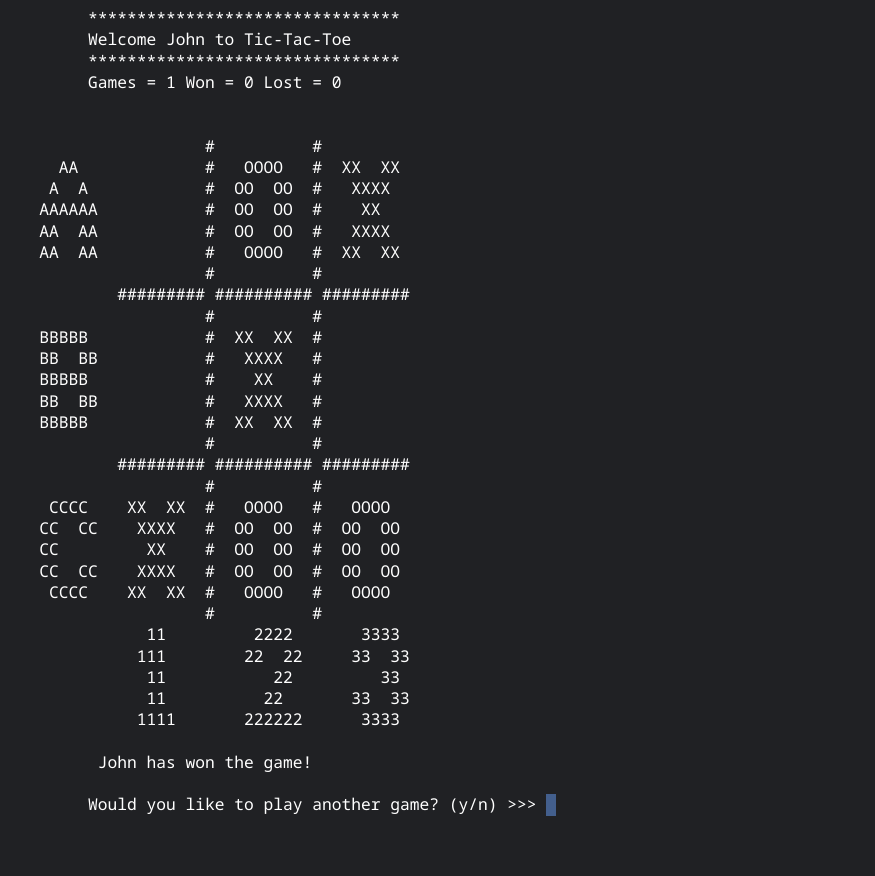 ********************************
Welcome John to Tic-Tac-Toe
********************************
Games = 1 Won = 0 Lost = 0

                 #          #
  AA             #   OOOO   #  XX  XX
 A  A            #  OO  OO  #   XXXX
AAAAAA           #  OO  OO  #    XX
AA  AA           #  OO  OO  #   XXXX
AA  AA           #   OOOO   #  XX  XX
                 #          #
        ######### ########## #########
                 #          #
BBBBB            #  XX  XX  #
BB  BB           #   XXXX   #
BBBBB            #    XX    #
BB  BB           #   XXXX   #
BBBBB            #  XX  XX  #
                 #          #
        ######### ########## #########
                 #          #
 CCCC    XX  XX  #   OOOO   #   OOOO
CC  CC    XXXX   #  OO  OO  #  OO  OO
CC         XX    #  OO  OO  #  OO  OO
CC  CC    XXXX   #  OO  OO  #  OO  OO
 CCCC    XX  XX  #   OOOO   #   OOOO
                 #          #
           11         2222       3333
          111        22  22     33  33
           11           22         33
           11          22       33  33
          1111       222222      3333

John has won the game!

Would you like to play another game? (y/n) >>>